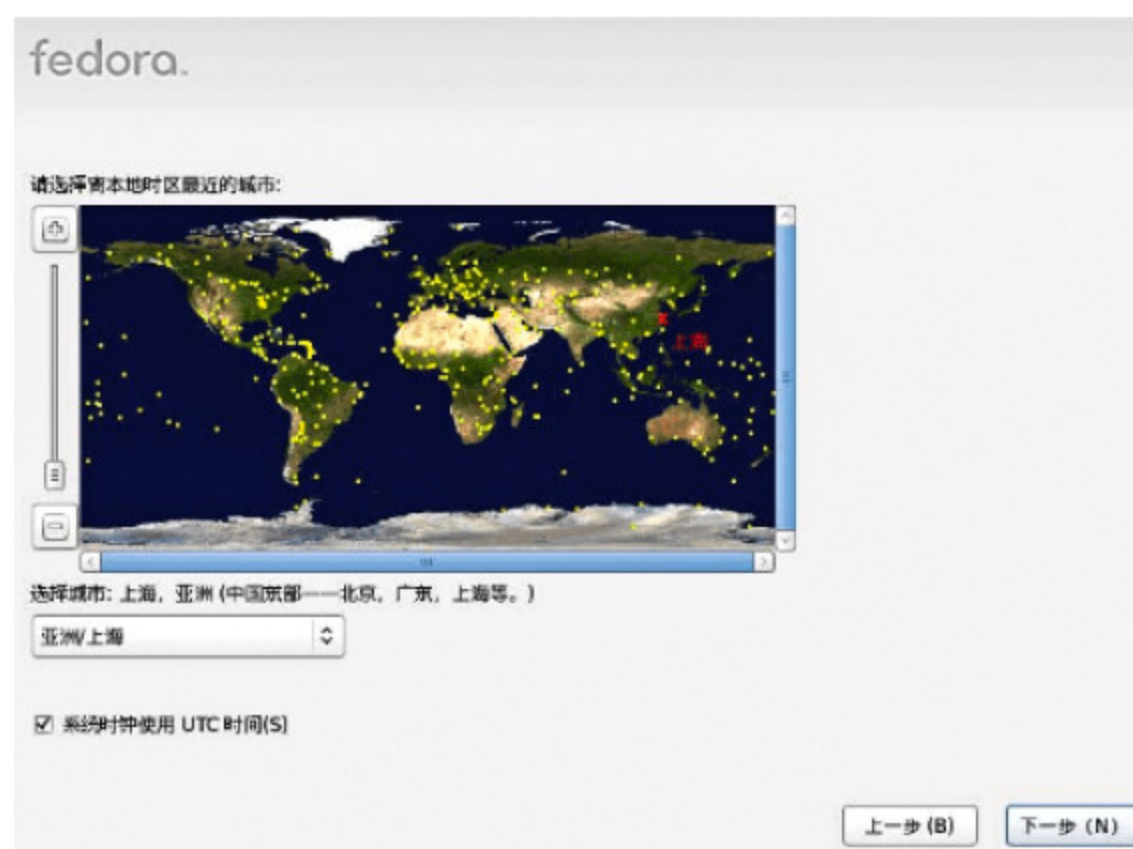 fedora.
请选择离本地时区最近的城市:
上海
选择城市: 上海, 亚洲 (中国东部——北京, 广东, 上海等。)
亚洲/上海
系统时钟使用 UTC 时间(S)
上一步 (B)
下一步 (N)